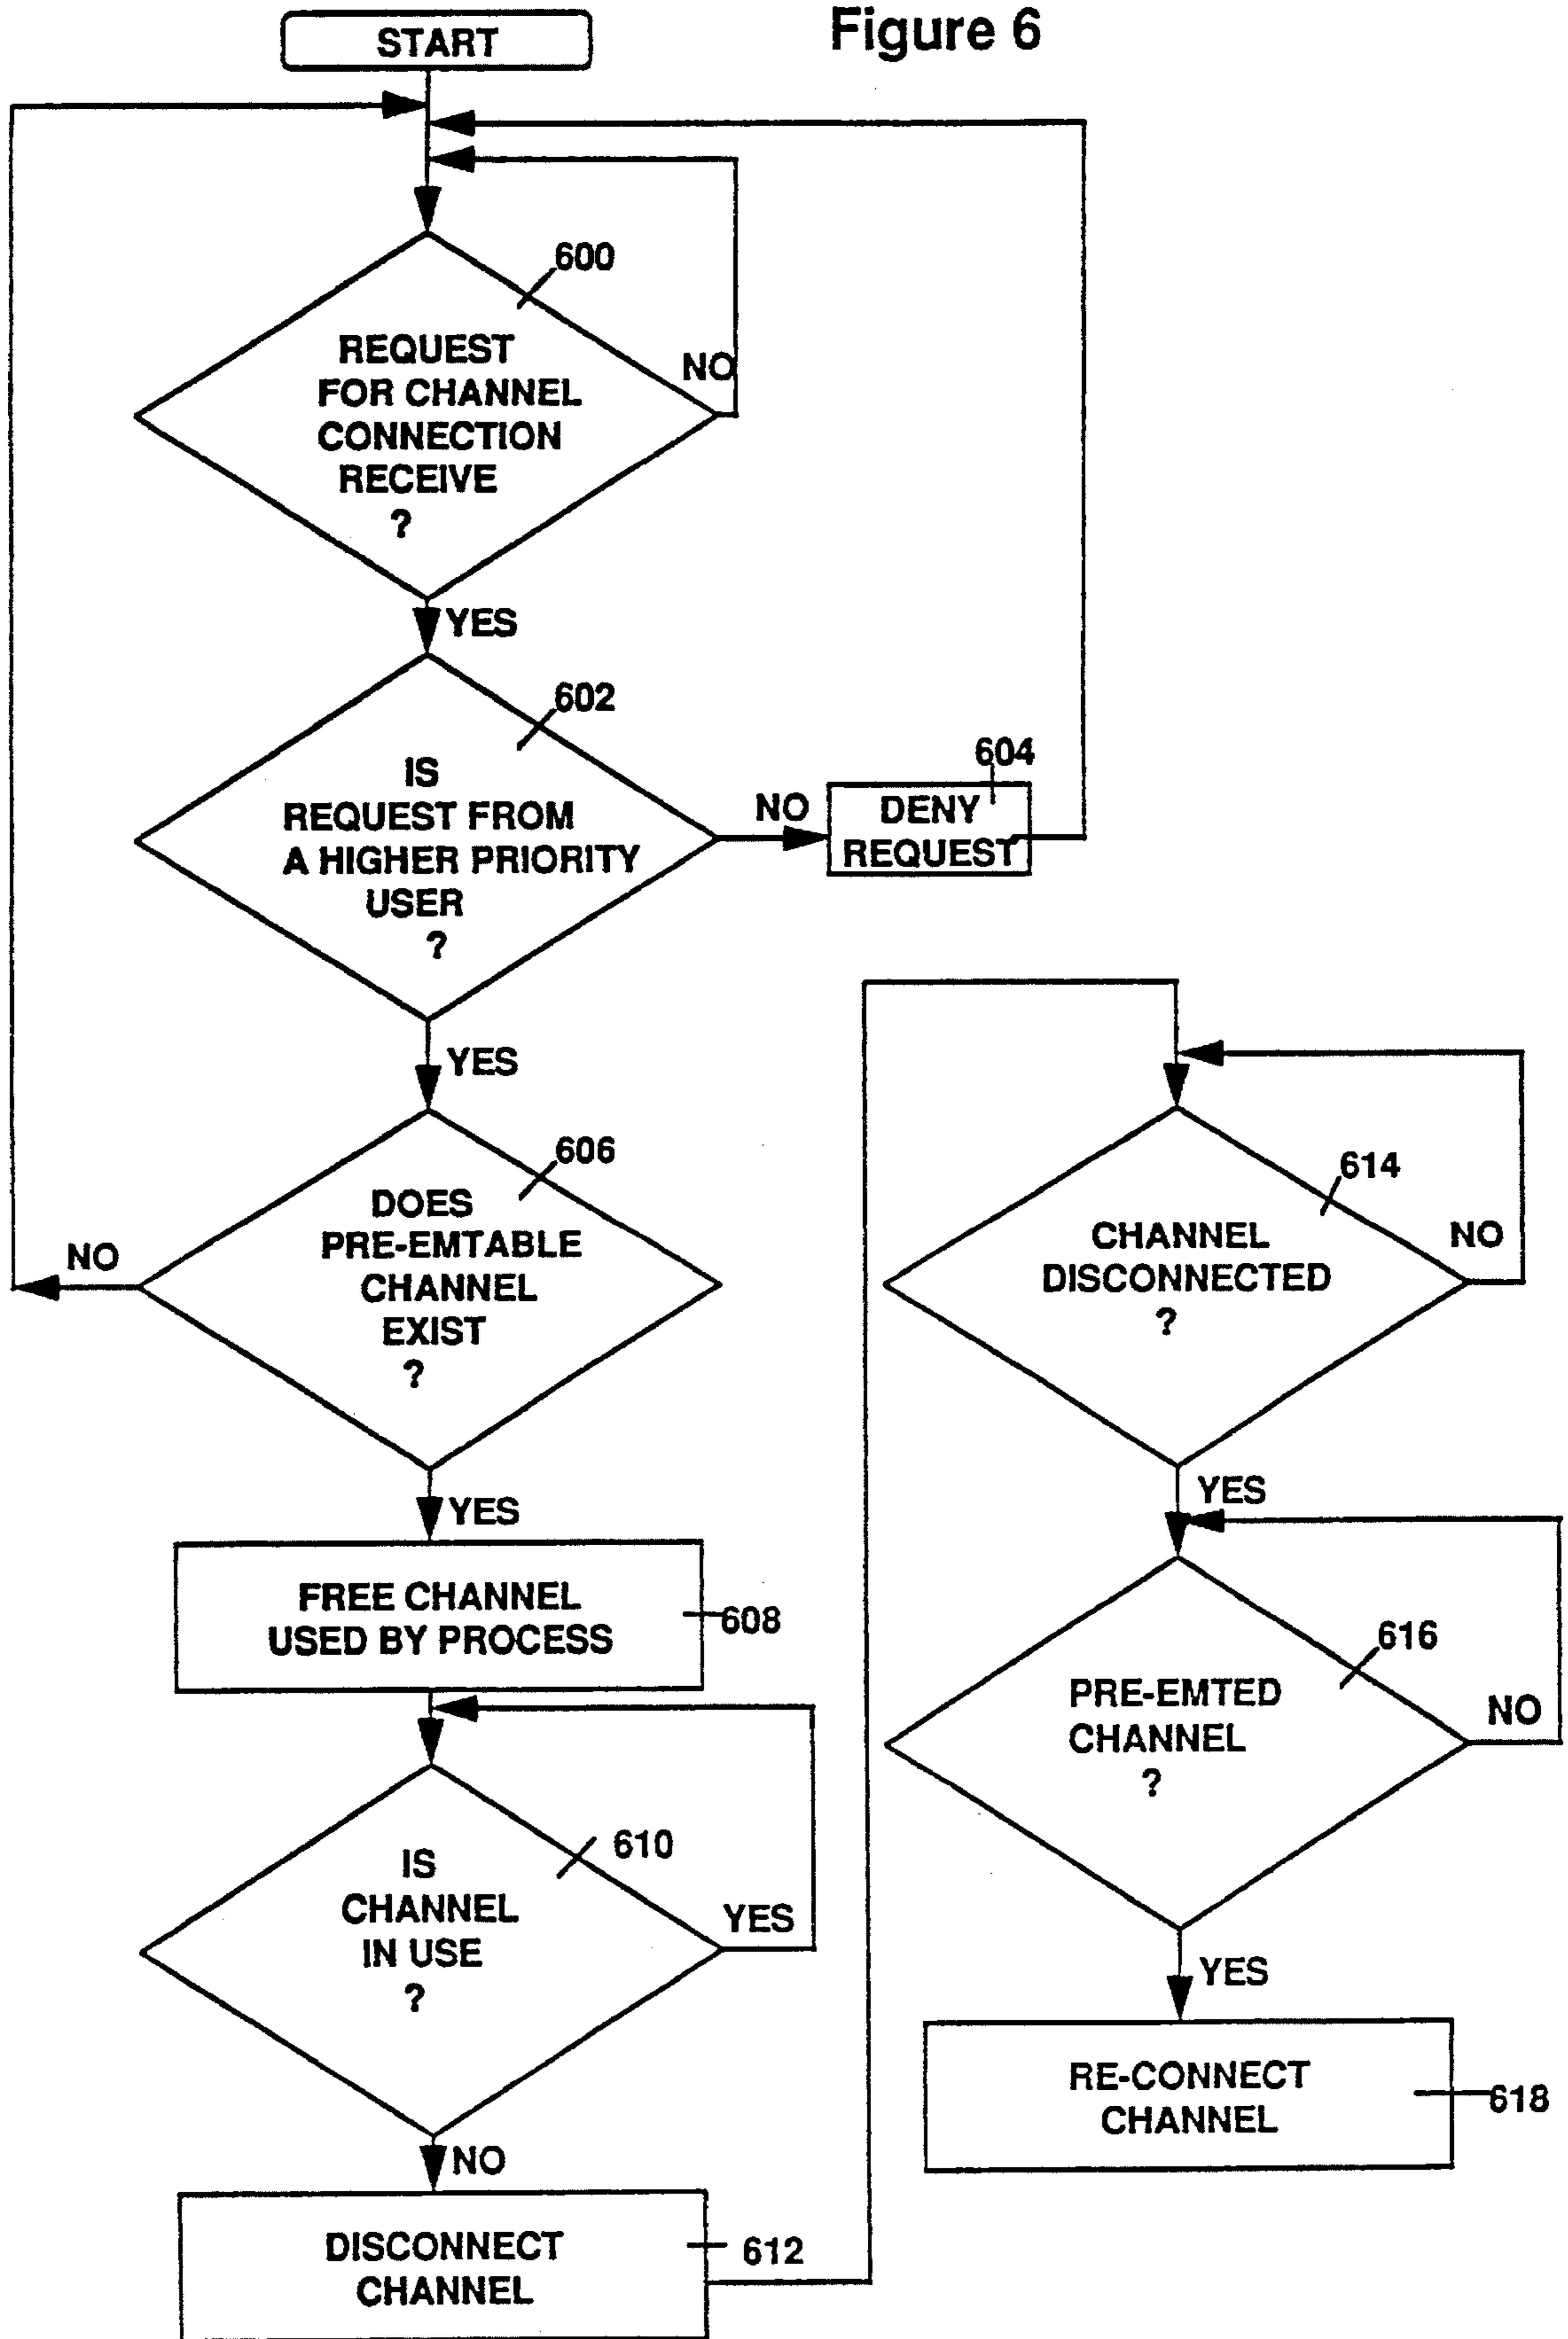 Figure 6
START
600
REQUEST
FOR CHANNEL
CONNECTION
RECEIVE
?
NO
YES
602
IS
REQUEST FROM
A HIGHER PRIORITY
USER
?
NO
604
DENY
REQUEST
YES
606
DOES
PRE-EMTABLE
CHANNEL
EXIST
?
NO
YES
FREE CHANNEL
USED BY PROCESS
608
610
IS
CHANNEL
IN USE
?
YES
NO
DISCONNECT
CHANNEL
612
614
CHANNEL
DISCONNECTED
?
NO
YES
616
PRE-EMTED
CHANNEL
?
NO
YES
RE-CONNECT
CHANNEL
618